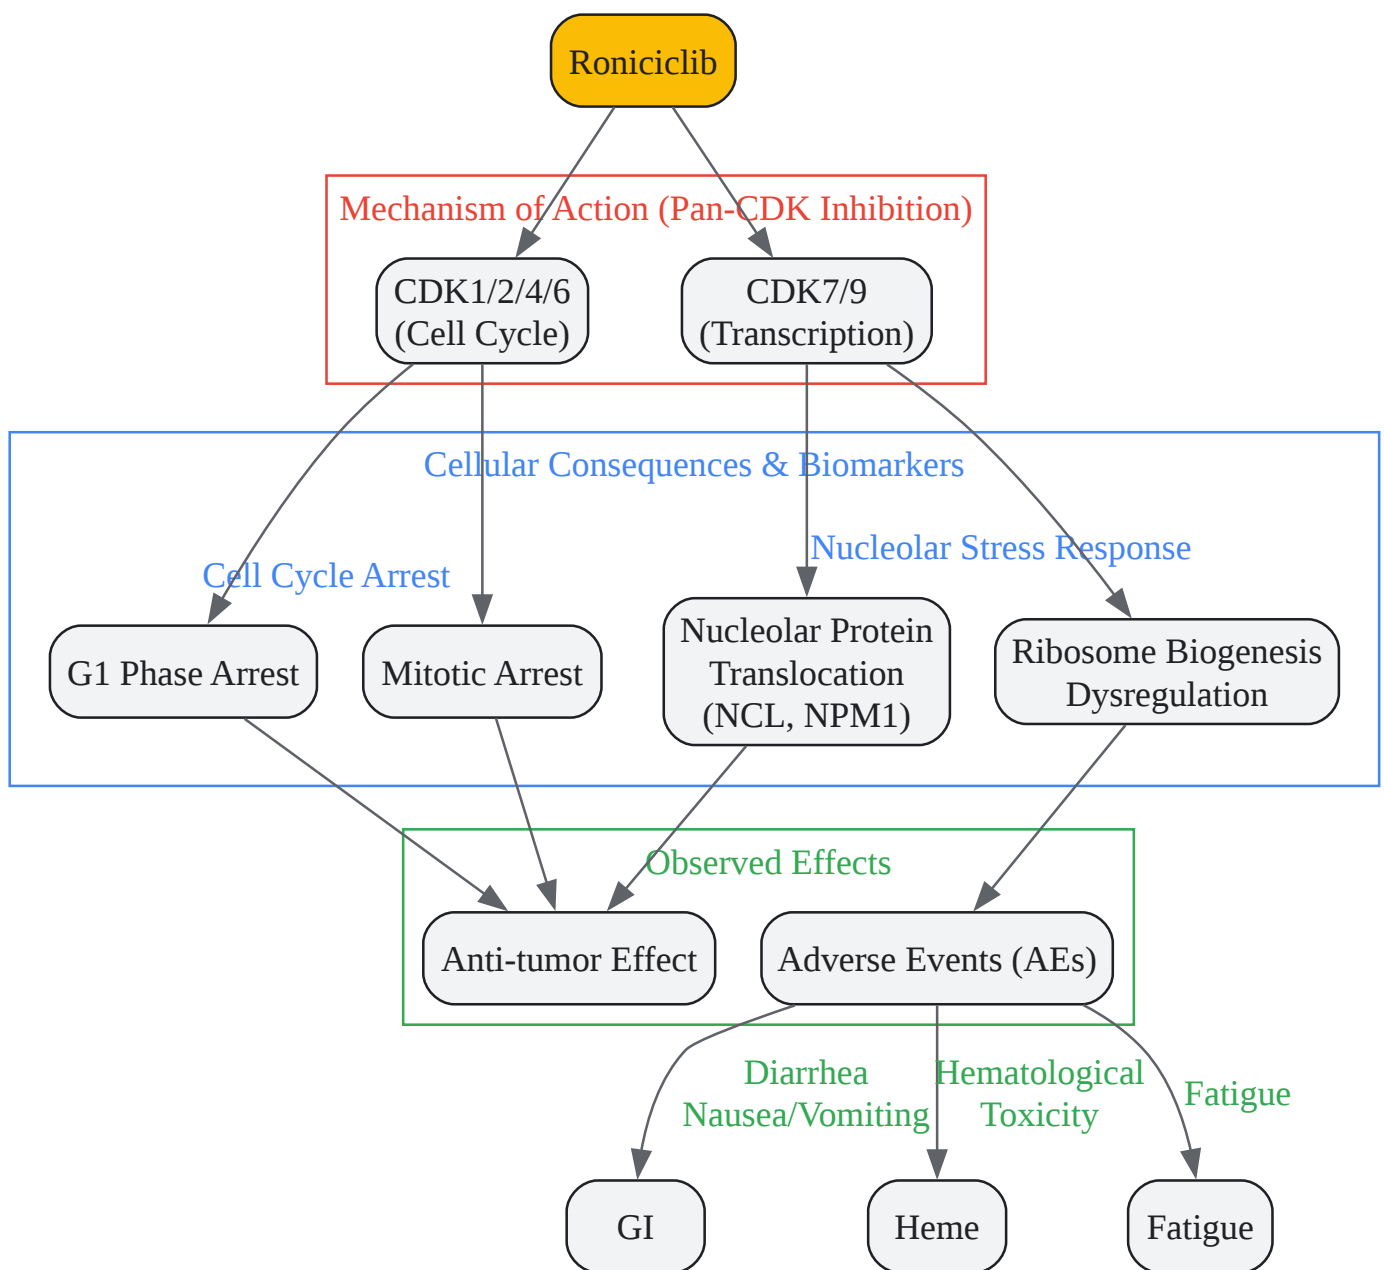 Roniciclib
Mechanism of Action (Pan-CDK Inhibition)
CDK1/2/4/6
(Cell Cycle)
CDK7/9
(Transcription)
Cellular Consequences & Biomarkers
Cell Cycle Arrest
Nucleolar Stress Response
G1 Phase Arrest
Mitotic Arrest
Nucleolar Protein
Translocation
(NCL, NPM1)
Ribosome Biogenesis
Dysregulation
Observed Effects
Anti-tumor Effect
Adverse Events (AEs)
Diarrhea
Nausea/Vomiting
Hematological
Toxicity
Fatigue
GI
Heme
Fatigue